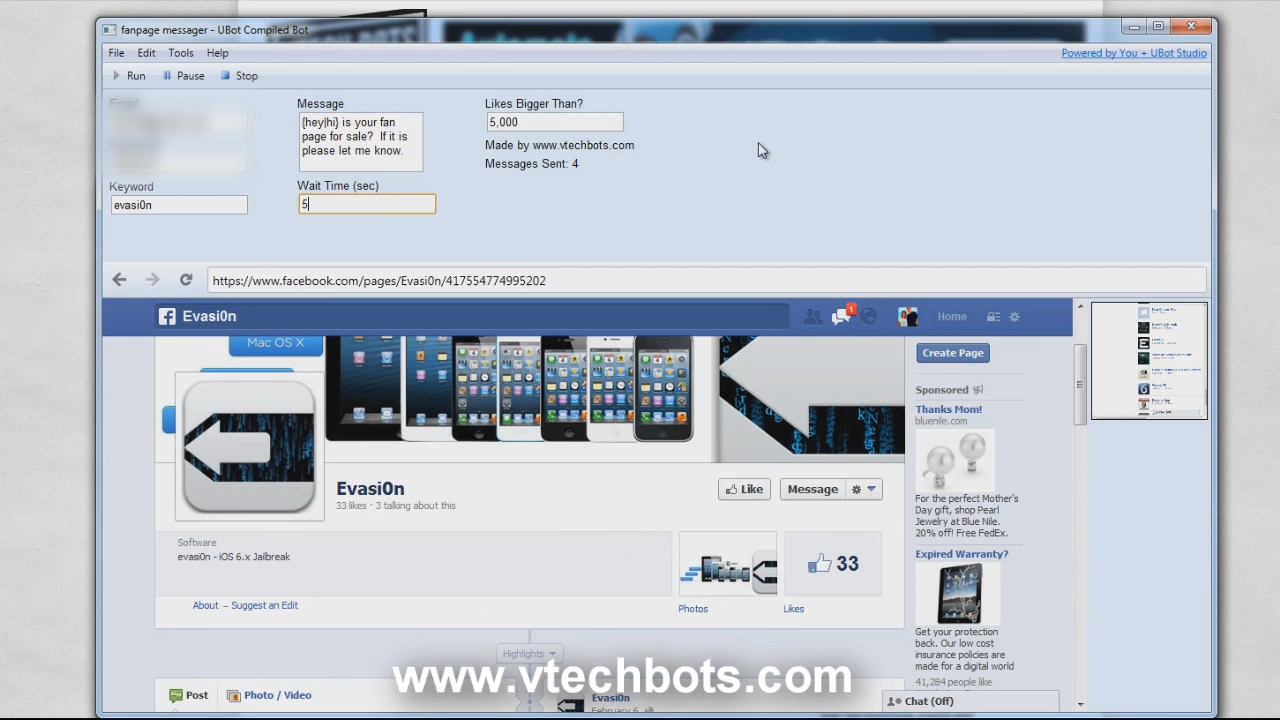 fanpage messager - UBot Compiled Bot
File Edit Tools Help
Powered by You + UBot Studio
Run Pause Stop
Email
Message
{hey|hi} is your fan
page for sale? If it is
please let me know.
Likes Bigger Than?
5,000
Made by www.vtechbots.com
Messages Sent: 4
Keyword
evasi0n
Wait Time (sec)
5
https://www.facebook.com/pages/Evasi0n/417554774995202
Evasi0n
1
Home
Mac OS X
Create Page
Sponsored
Thanks Mom!
bluenile.com
For the perfect Mother's
Day gift, shop Pearl
Jewelry at Blue Nile.
20% off! Free FedEx.
Expired Warranty?
Get your protection
back. Our low cost
insurance policies are
made for a digital world
41,284 people like
Evasi0n
33 likes · 3 talking about this
Like
Message
Software
evasi0n - iOS 6.x Jailbreak
33
About – Suggest an Edit
Photos
Likes
Highlights
www.vtechbots.com
Post
Photo / Video
Evasi0n
February 6
Chat (Off)